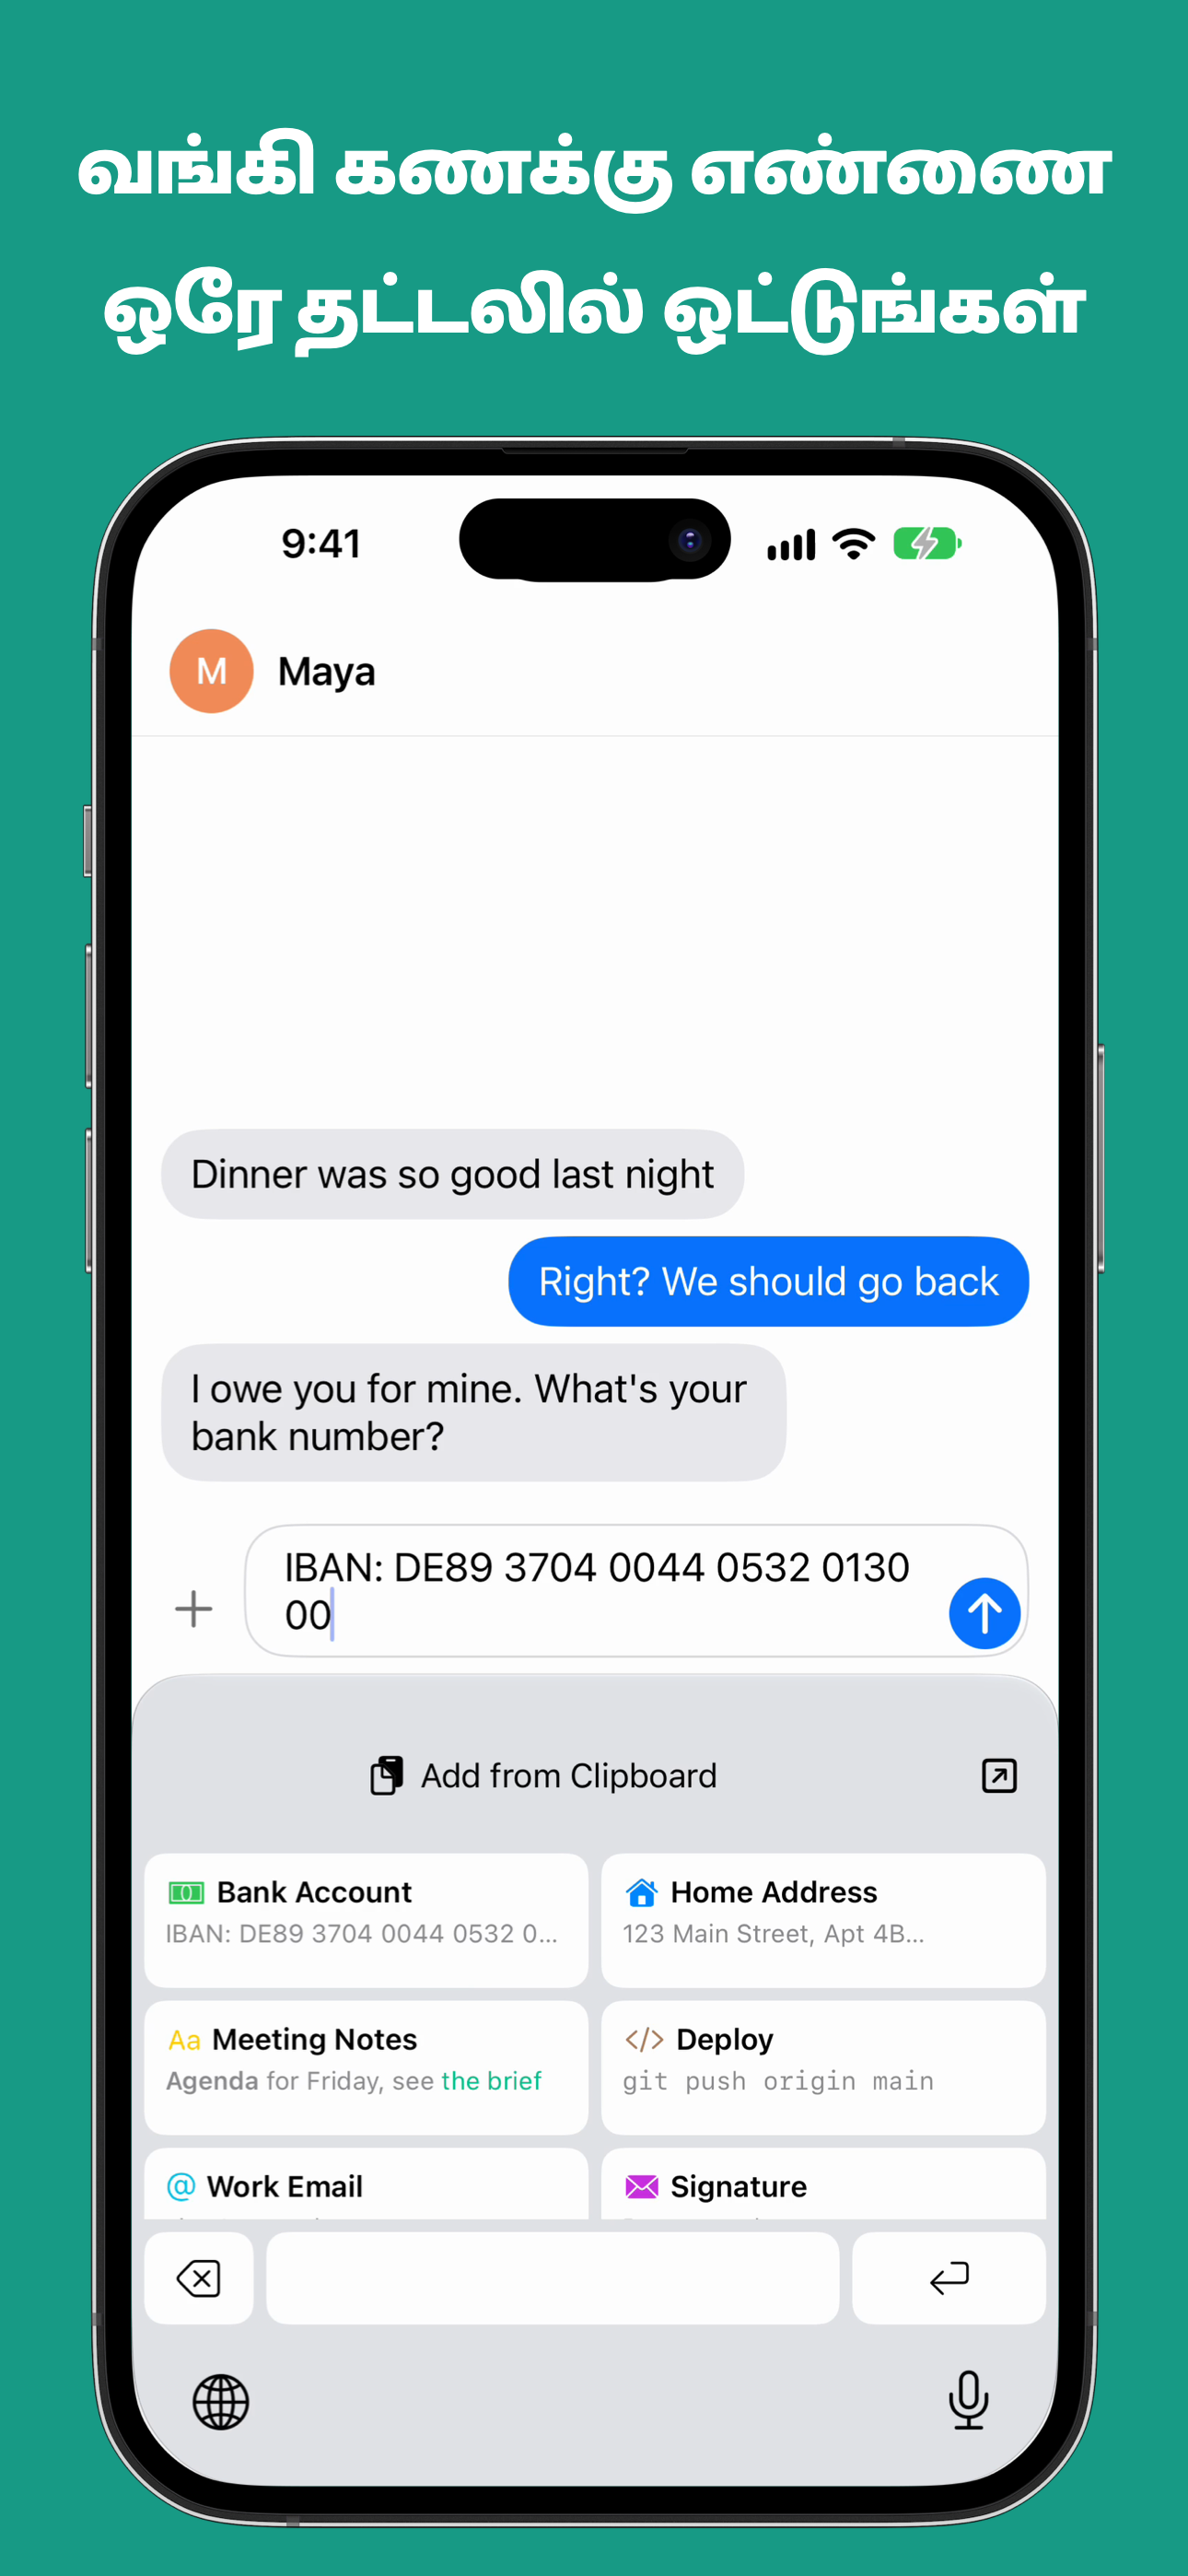 வங்கி கணக்கு எண்ணை
ஒரே தட்டலில் ஒட்டுங்கள்
9:41
M
Maya
Dinner was so good last night
Right? We should go back
I owe you for mine. What's your
bank number?
IBAN: DE89 3704 0044 0532 0130
00
Add from Clipboard
Bank Account
IBAN: DE89 3704 0044 0532 0...
Home Address
123 Main Street, Apt 4B...
Aa Meeting Notes
Agenda for Friday, see the brief
</> Deploy
git push origin main
@ Work Email
Signature